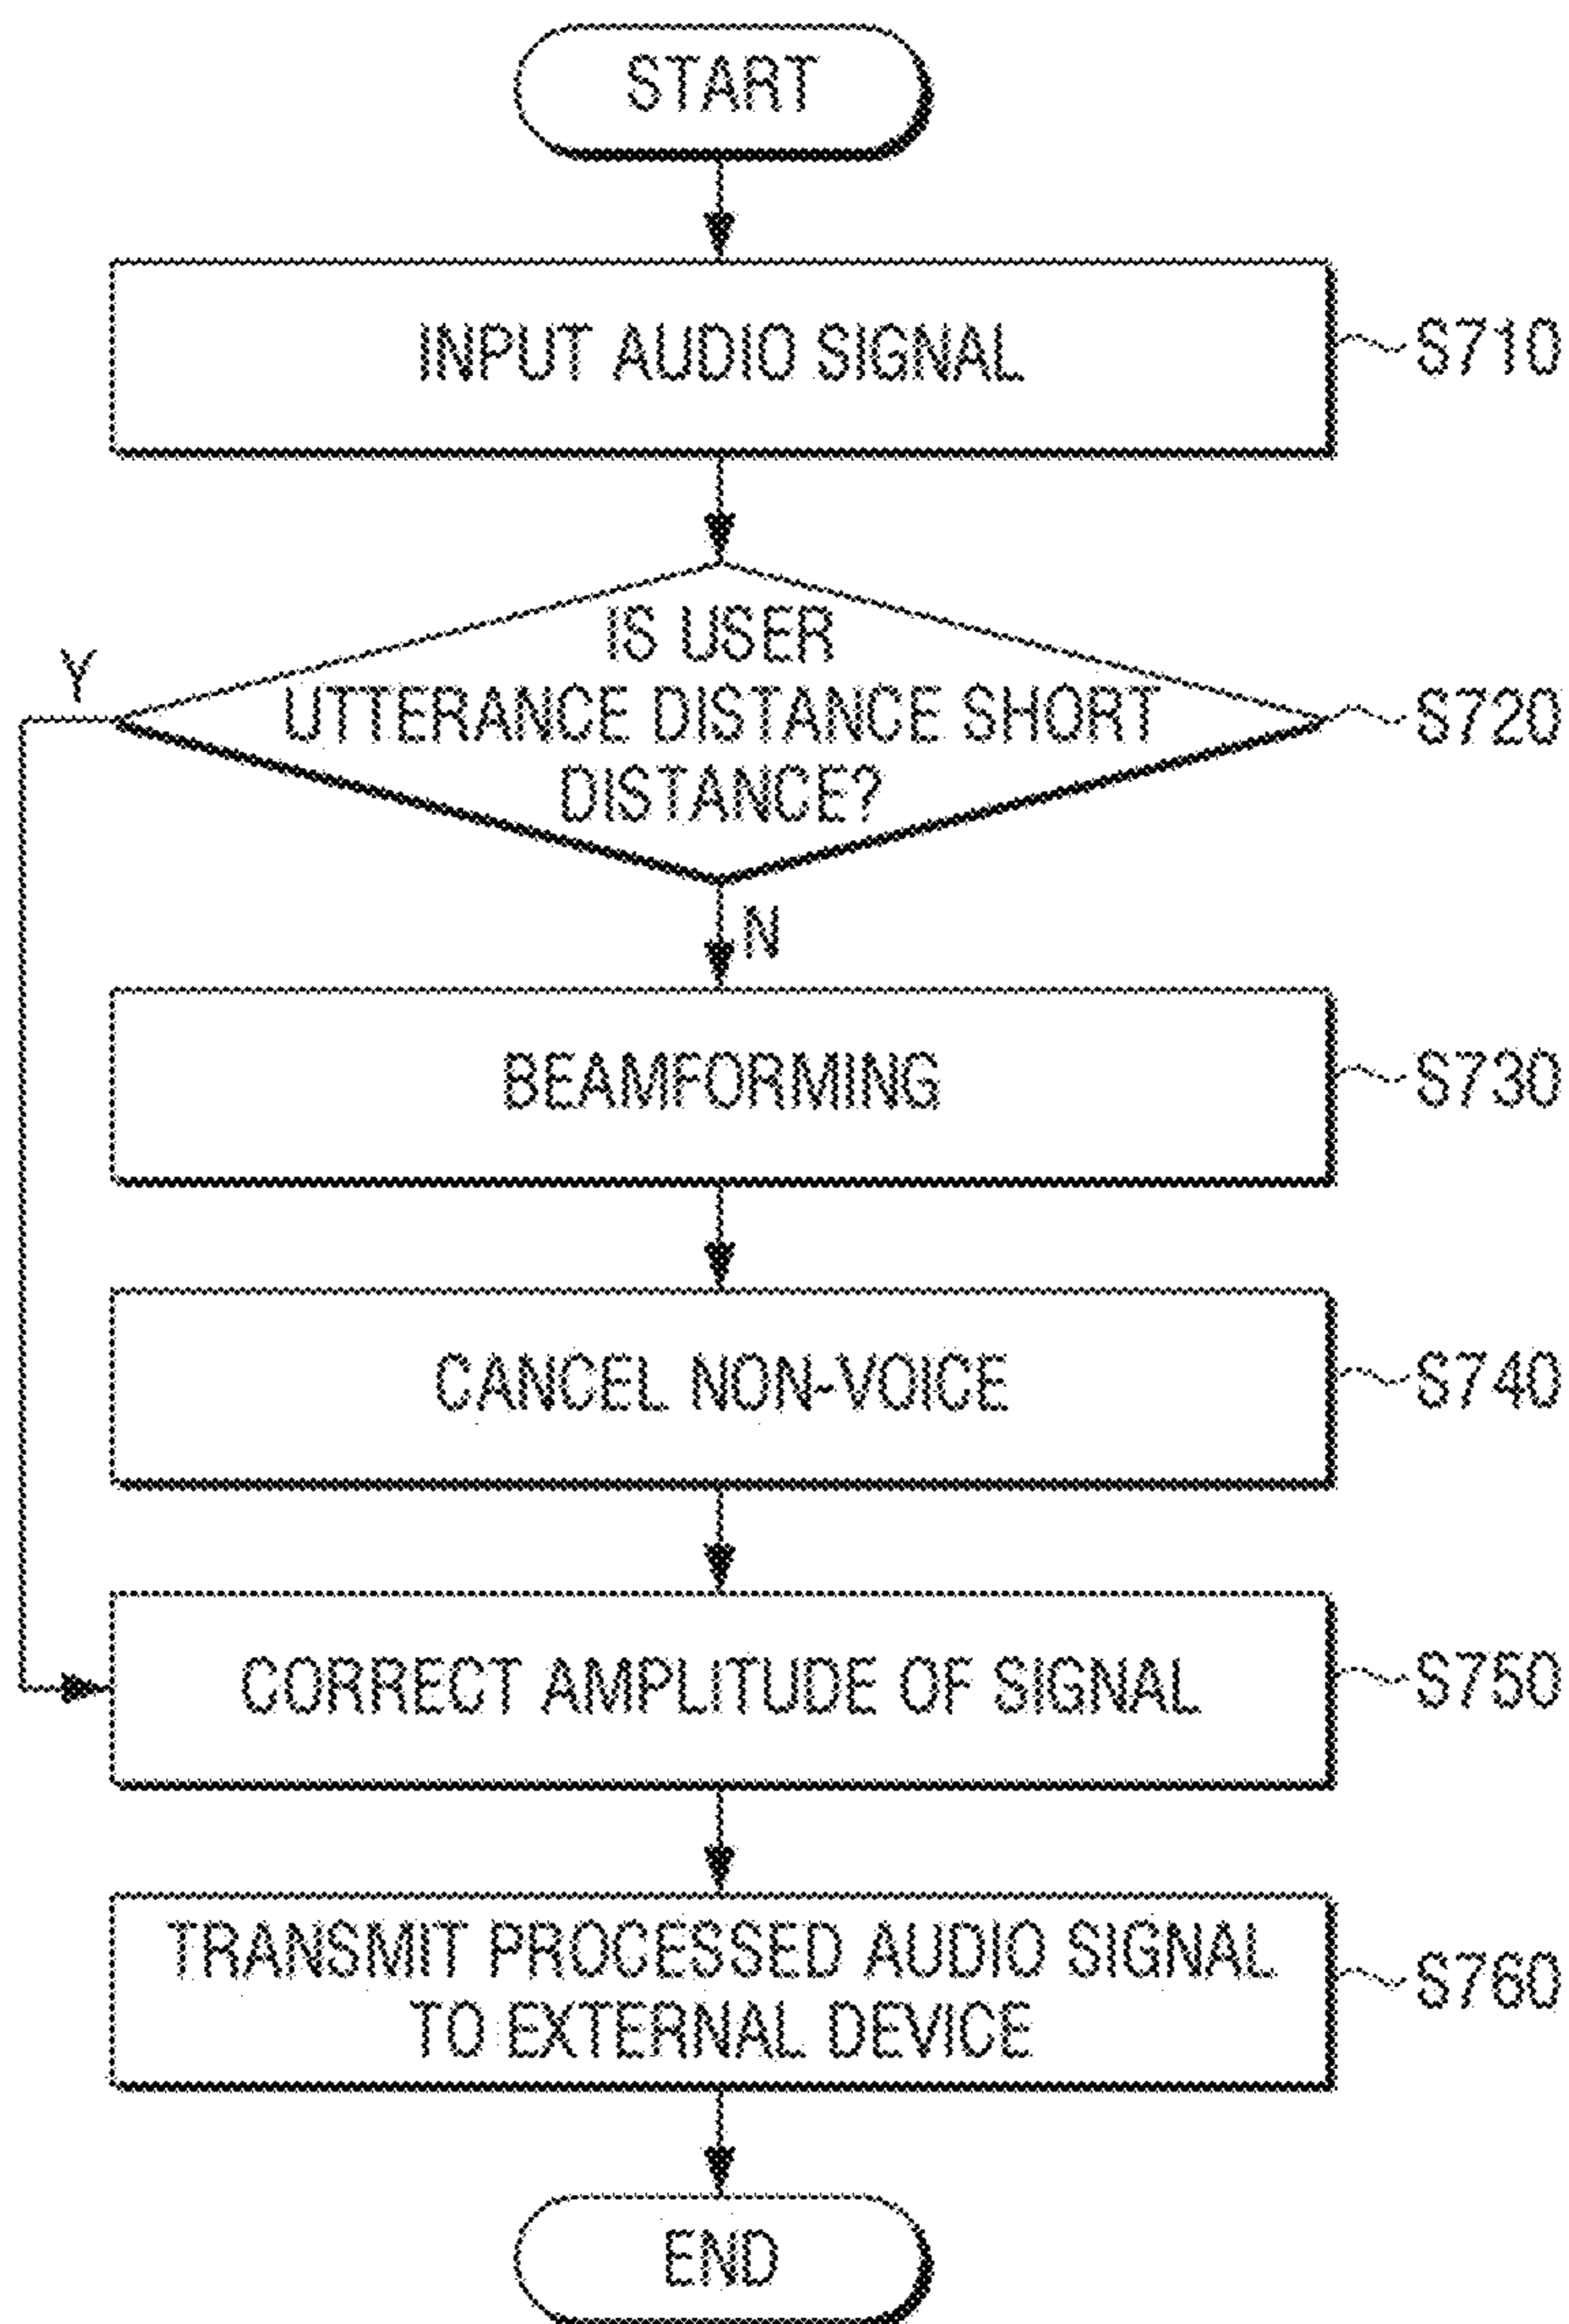 START
INPUT AUDIO SIGNAL
S710
IS USER
UTTERANCE DISTANCE SHORT
DISTANCE?
S720
Y
N
BEAMFORMING
S730
CANCEL NON-VOICE
S740
CORRECT AMPLITUDE OF SIGNAL
S750
TRANSMIT PROCESSED AUDIO SIGNAL
TO EXTERNAL DEVICE
S760
END